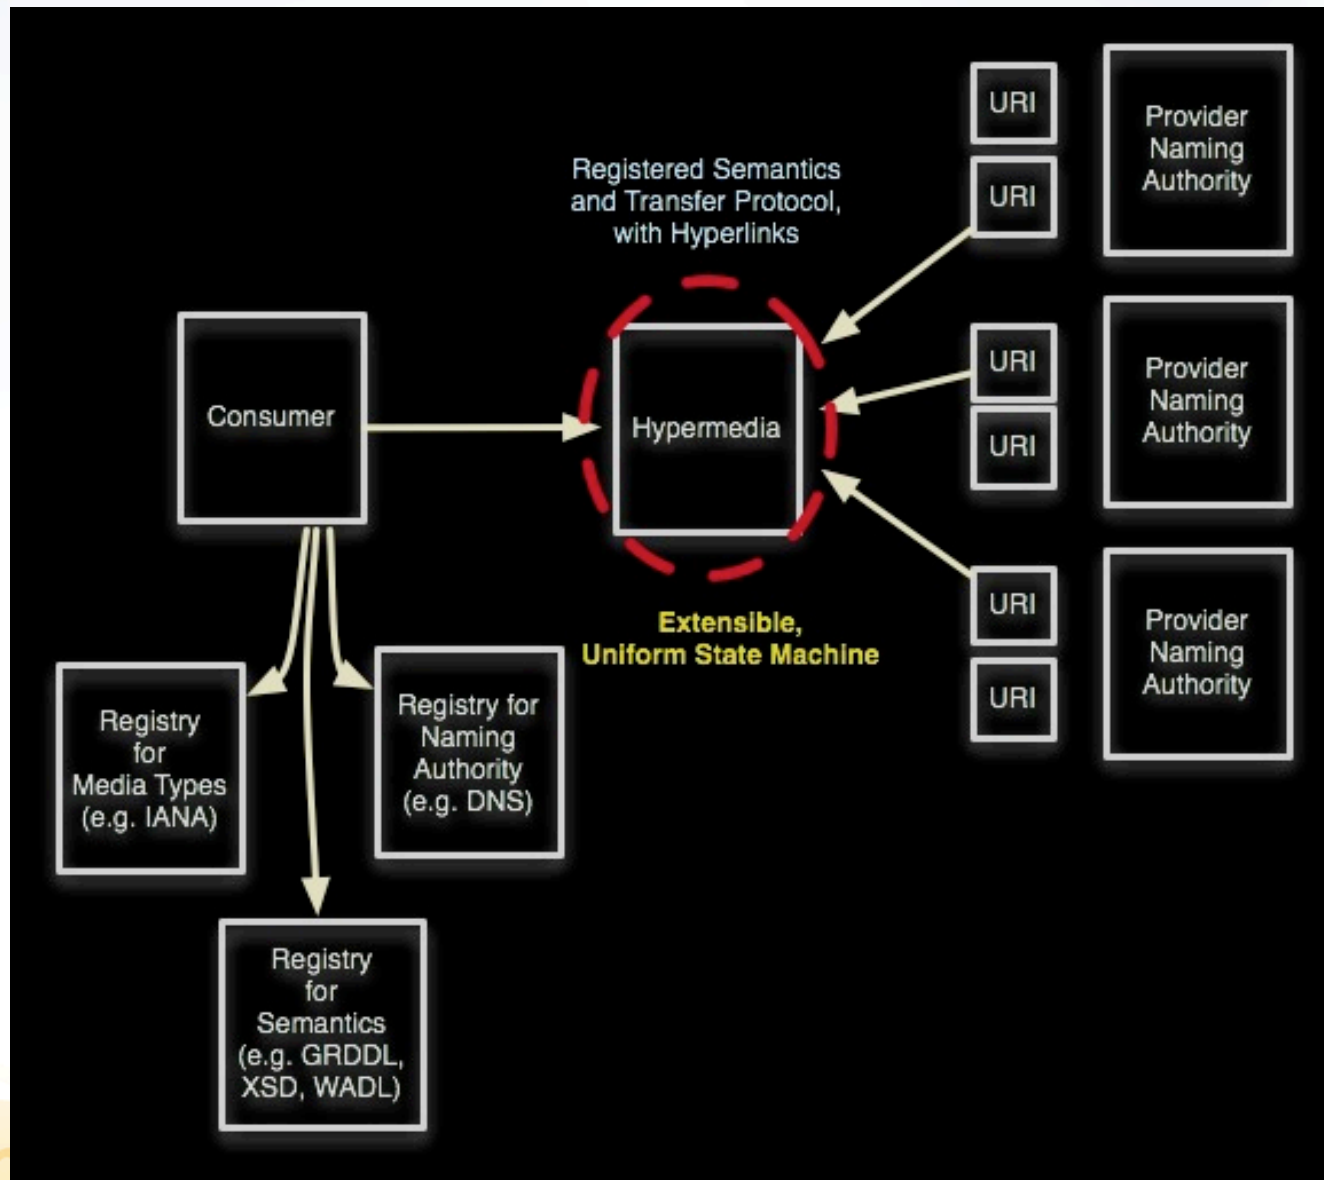 URI
URI
Provider
Naming
Authority
Registered Semantics
and Transfer Protocol,
with Hyperlinks
Consumer
Hypermedia
URI
URI
Provider
Naming
Authority
Extensible,
Uniform State Machine
URI
URI
Provider
Naming
Authority
Registry
for
Media Types
(e.g. IANA)
Registry for
Naming
Authority
(e.g. DNS)
Registry
for
Semantics
(e.g. GRDDL,
XSD, WADL)